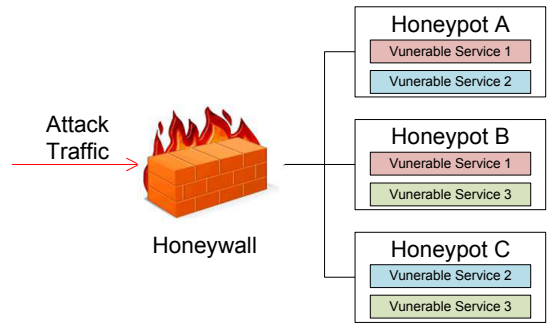 Attack
Traffic
Honeywall
Honeypot A
Vunerable Service 1
Vunerable Service 2
Honeypot B
Vunerable Service 1
Vunerable Service 3
Honeypot C
Vunerable Service 2
Vunerable Service 3